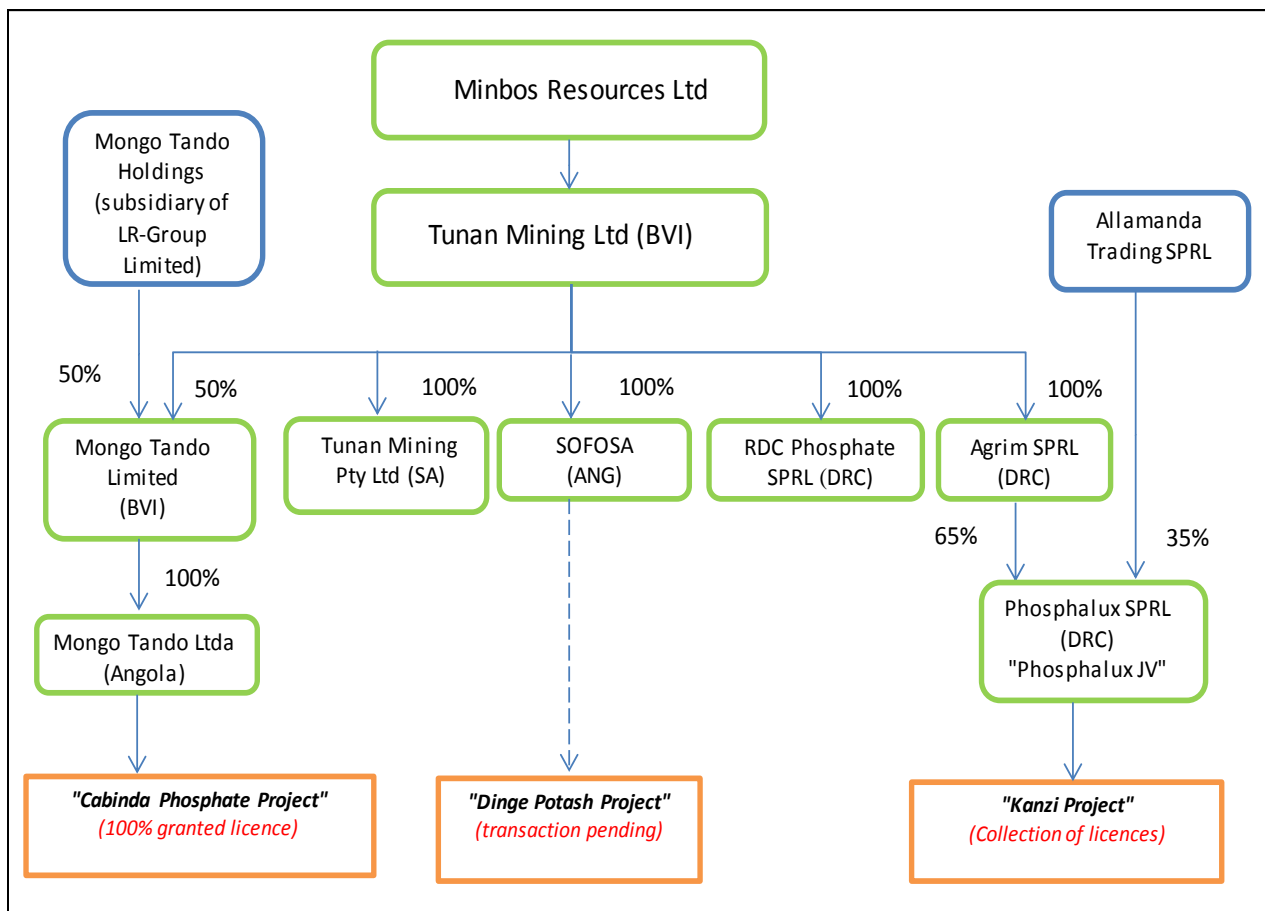 Minbos Resources Ltd
Mongo Tando
Holdings
(subsidiary of
LR-Group
Limited)
Tunan Mining Ltd (BVI)
Allamanda
Trading SPRL
50%
50%
100%
100%
100%
100%
Mongo Tando
Limited
(BVI)
Tunan Mining
Pty Ltd (SA)
SOFOSA
(ANG)
RDC Phosphate
SPRL (DRC)
Agrim SPRL
(DRC)
65%
35%
100%
Mongo Tando Ltda
(Angola)
Phosphalux SPRL
(DRC)
"Phosphalux JV"
"Cabinda Phosphate Project"
(100% granted licence)
"Dinge Potash Project"
(transaction pending)
"Kanzi Project"
(Collection of licences)